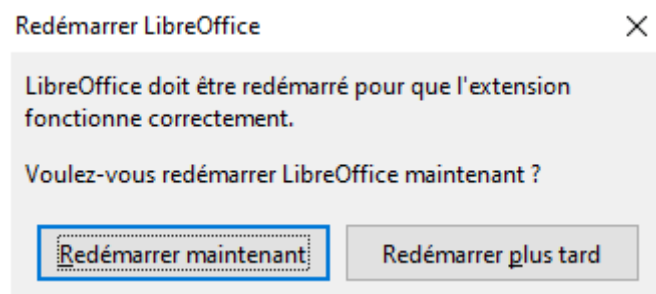 Redémarrer LibreOffice
LibreOffice doit être redémarré pour que l'extension
fonctionne correctement.
Voulez-vous redémarrer LibreOffice maintenant ?
Redémarrer maintenant
Redémarrer plus tard